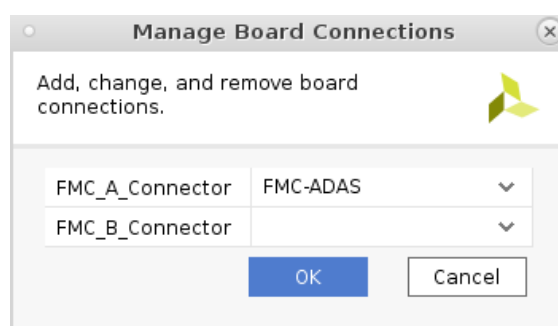 Manage Board Connections
Add, change, and remove board
connections.
FMC_A_Connector FMC-ADAS
FMC_B_Connector
OK Cancel